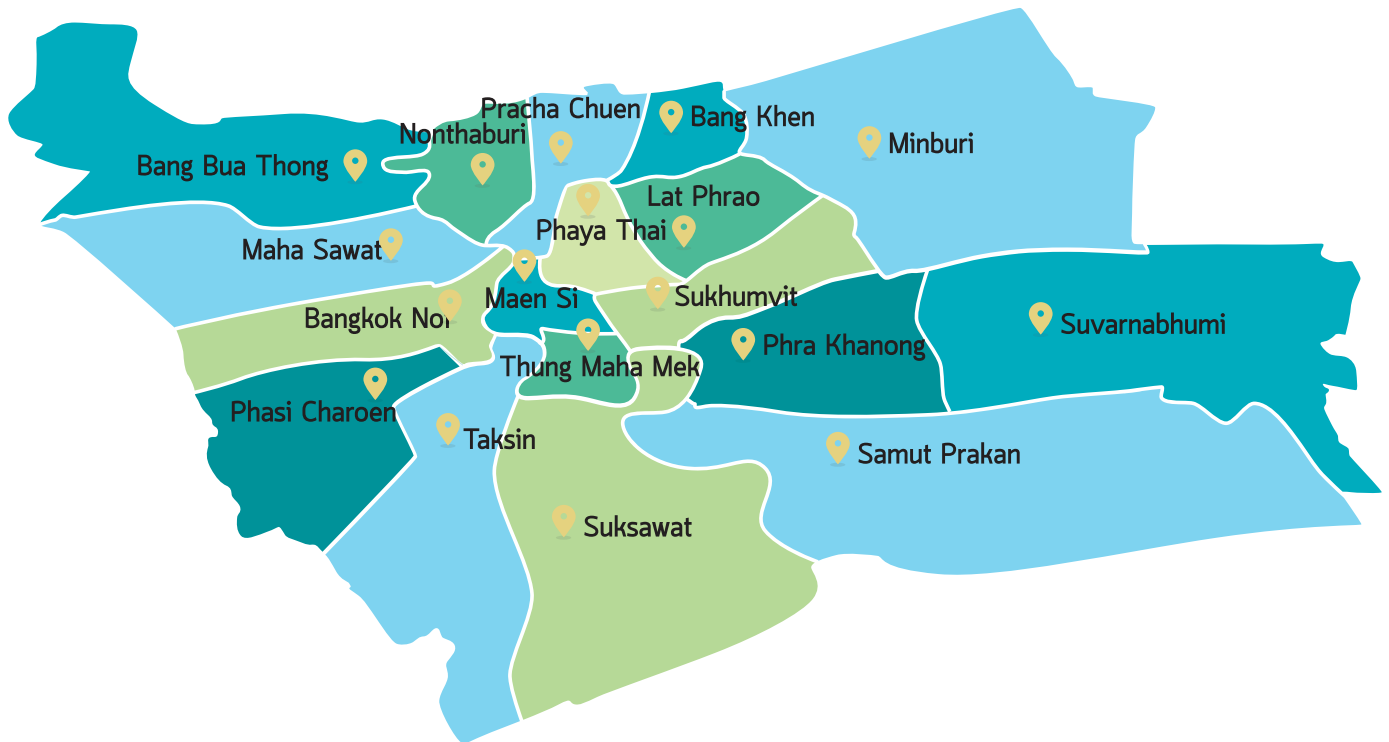 Pracha Chuen
Bang Khen
Nonthaburi
Minburi
Bang Bua Thong
Lat Phrao
Phaya Thai
Maha Sawat
Maen Si
Sukhumvit
Bangkok Noi
Suvarnabhumi
Phra Khanong
Thung Maha Mek
Phasi Charoen
Taksin
Samut Prakan
Suksawat